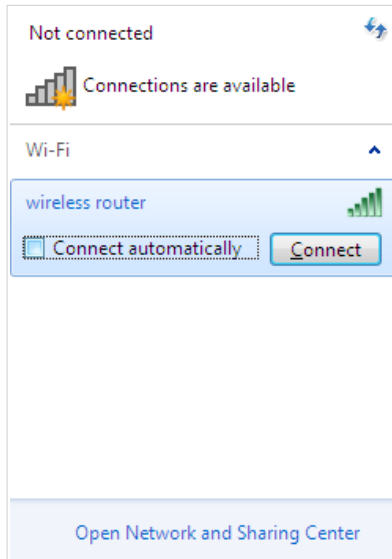 Not connected
Connections are available
Wi-Fi
wireless router
Connect automatically
Connect
Open Network and Sharing Center